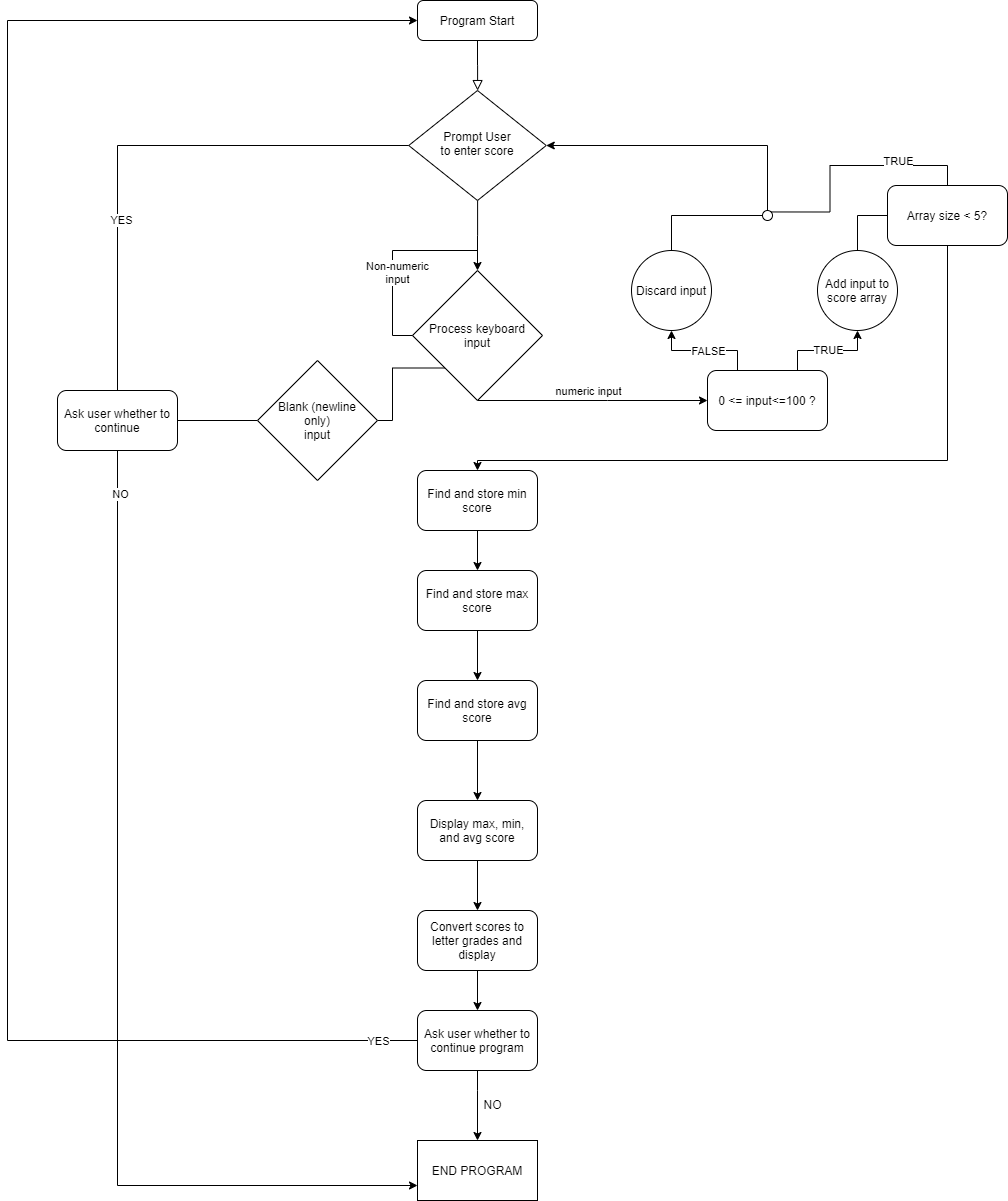 Program Start
Prompt User
to enter score
TRUE
Array size < 5?
YES
Non-numeric
input
Discard input
Add input to
score array
Process keyboard
input
FALSE
TRUE
numeric input
0 <= input<=100 ?
Blank (newline
only)
input
Ask user whether to
continue
NO
Find and store min
score
Find and store max
score
Find and store avg
score
Display max, min,
and avg score
Convert scores to
letter grades and
display
Ask user whether to
continue program
YES
NO
END PROGRAM